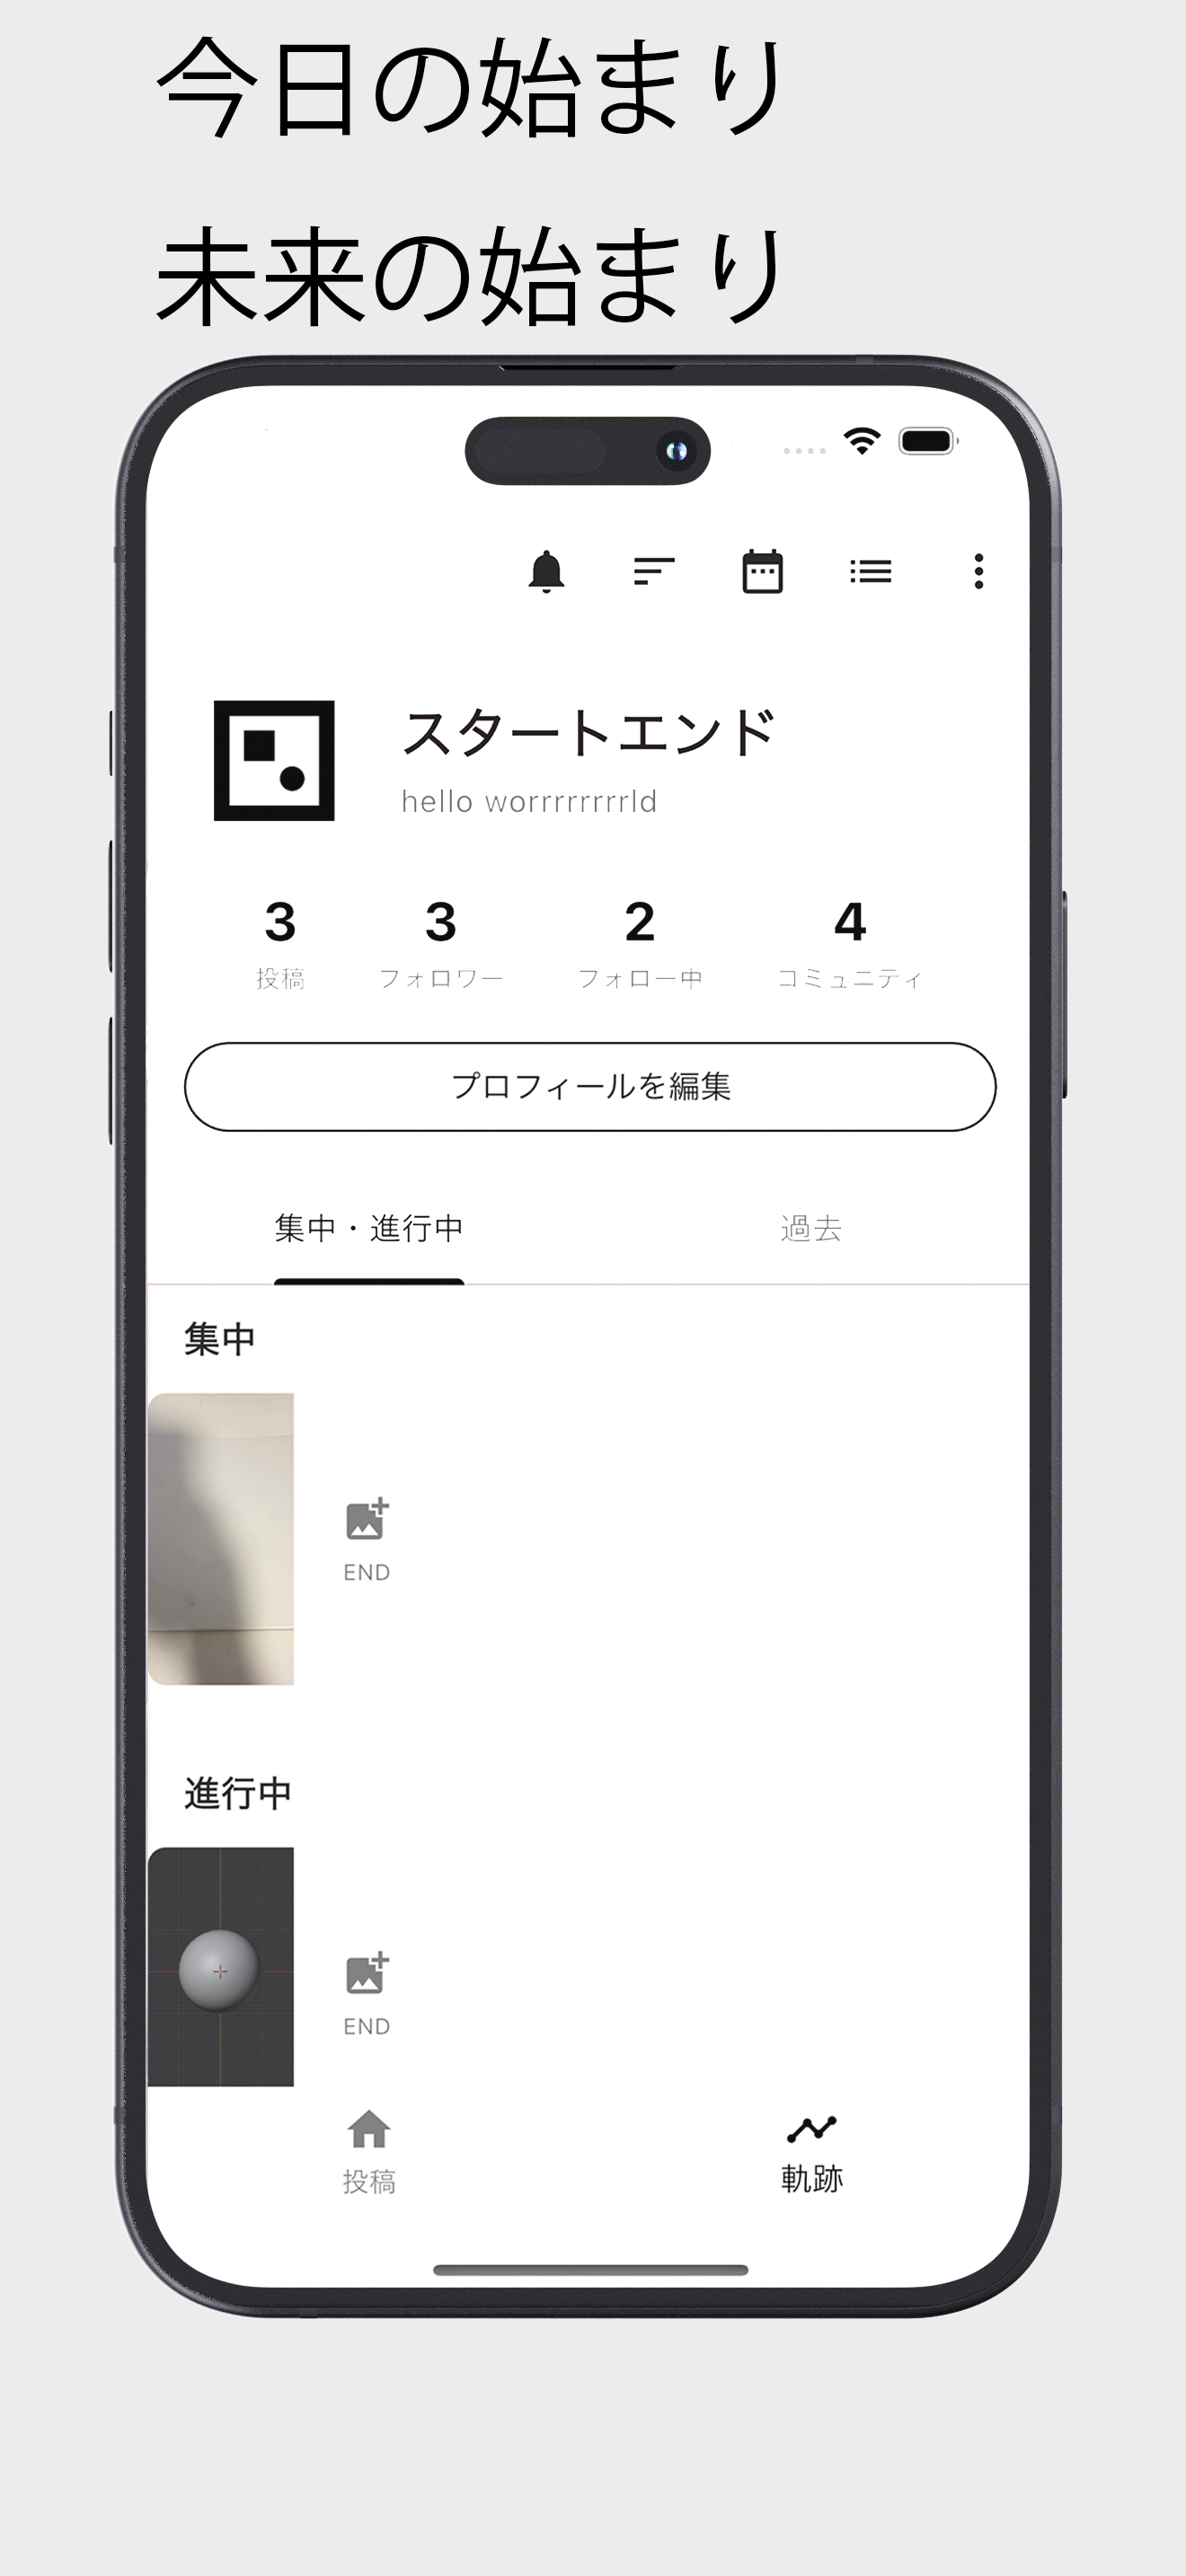 今日の始まり
未来の始まり
スタートエンド
hello worrrrrrrrrld
3 3 2 4
投稿 フォロワー フォロー中 コミュニティ
プロフィールを編集
集中・進行中 過去
集中
END
進行中
END
投稿 軌跡